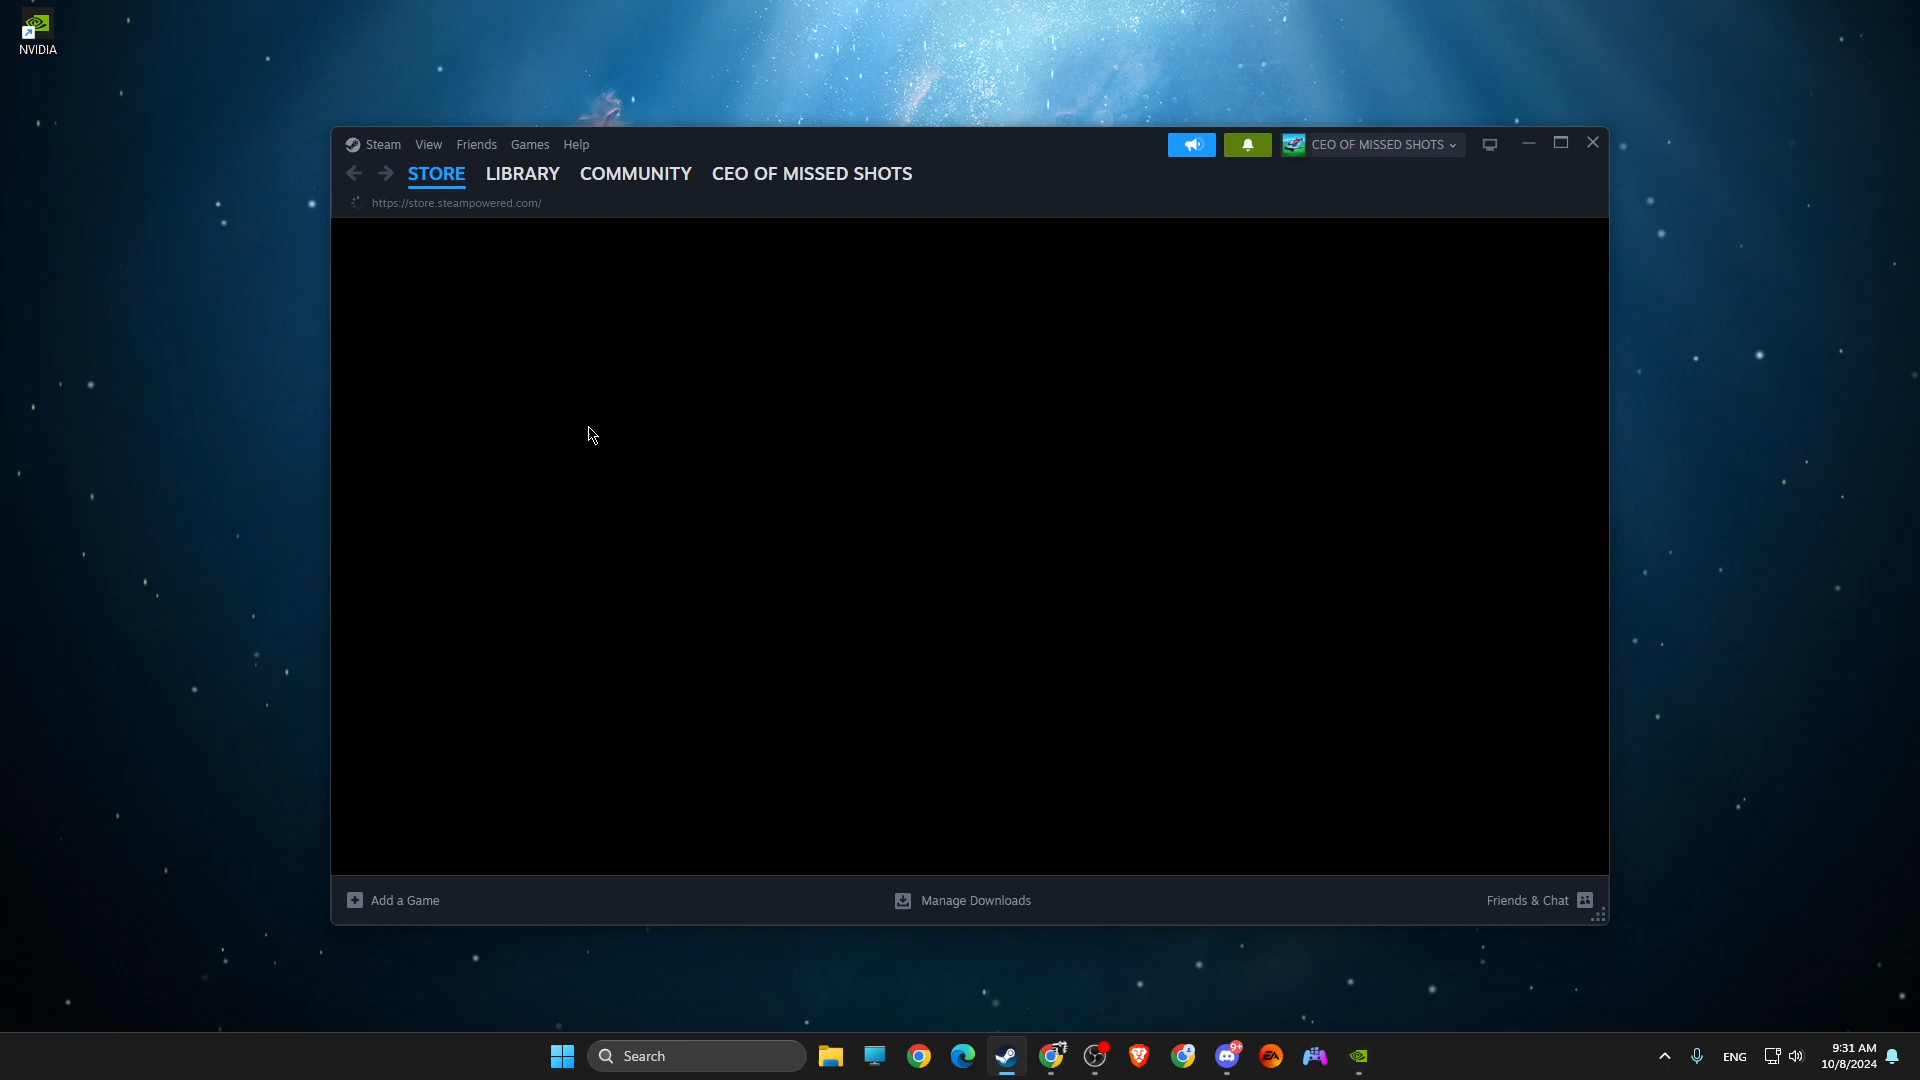 NVIDIA
Steam View Friends Games Help
CEO OF MISSED SHOTS
STORE LIBRARY COMMUNITY CEO OF MISSED SHOTS
https://store.steampowered.com/
Add a Game
Manage Downloads
Friends & Chat
Search
9+
EA
ENG
9:31 AM
10/8/2024